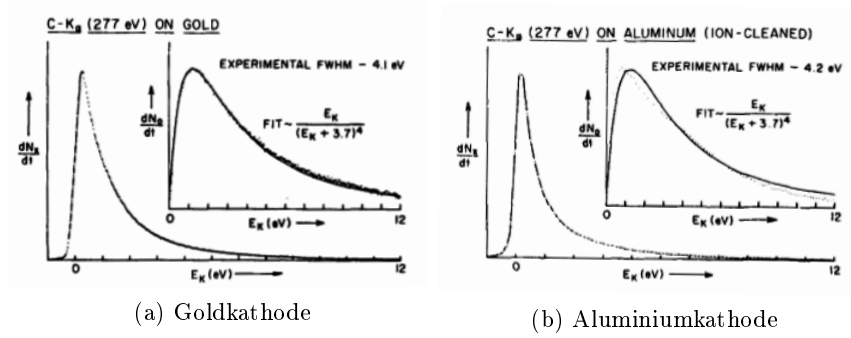 C-Kα (277 eV) ON GOLD
EXPERIMENTAL FWHM – 4.1 eV
FIT~ EK
(EK + 3.7)4
dNs
dt
dNs
dt
0
EK (eV)
12
0
EK (eV)
12
(a) Goldkathode
C-Kα (277 eV) ON ALUMINUM (ION-CLEANED)
EXPERIMENTAL FWHM – 4.2 eV
FIT~ EK
(EK + 3.7)4
dNs
dt
dNs
dt
0
EK (eV)
12
0
EK (eV)
12
(b) Aluminiumkathode